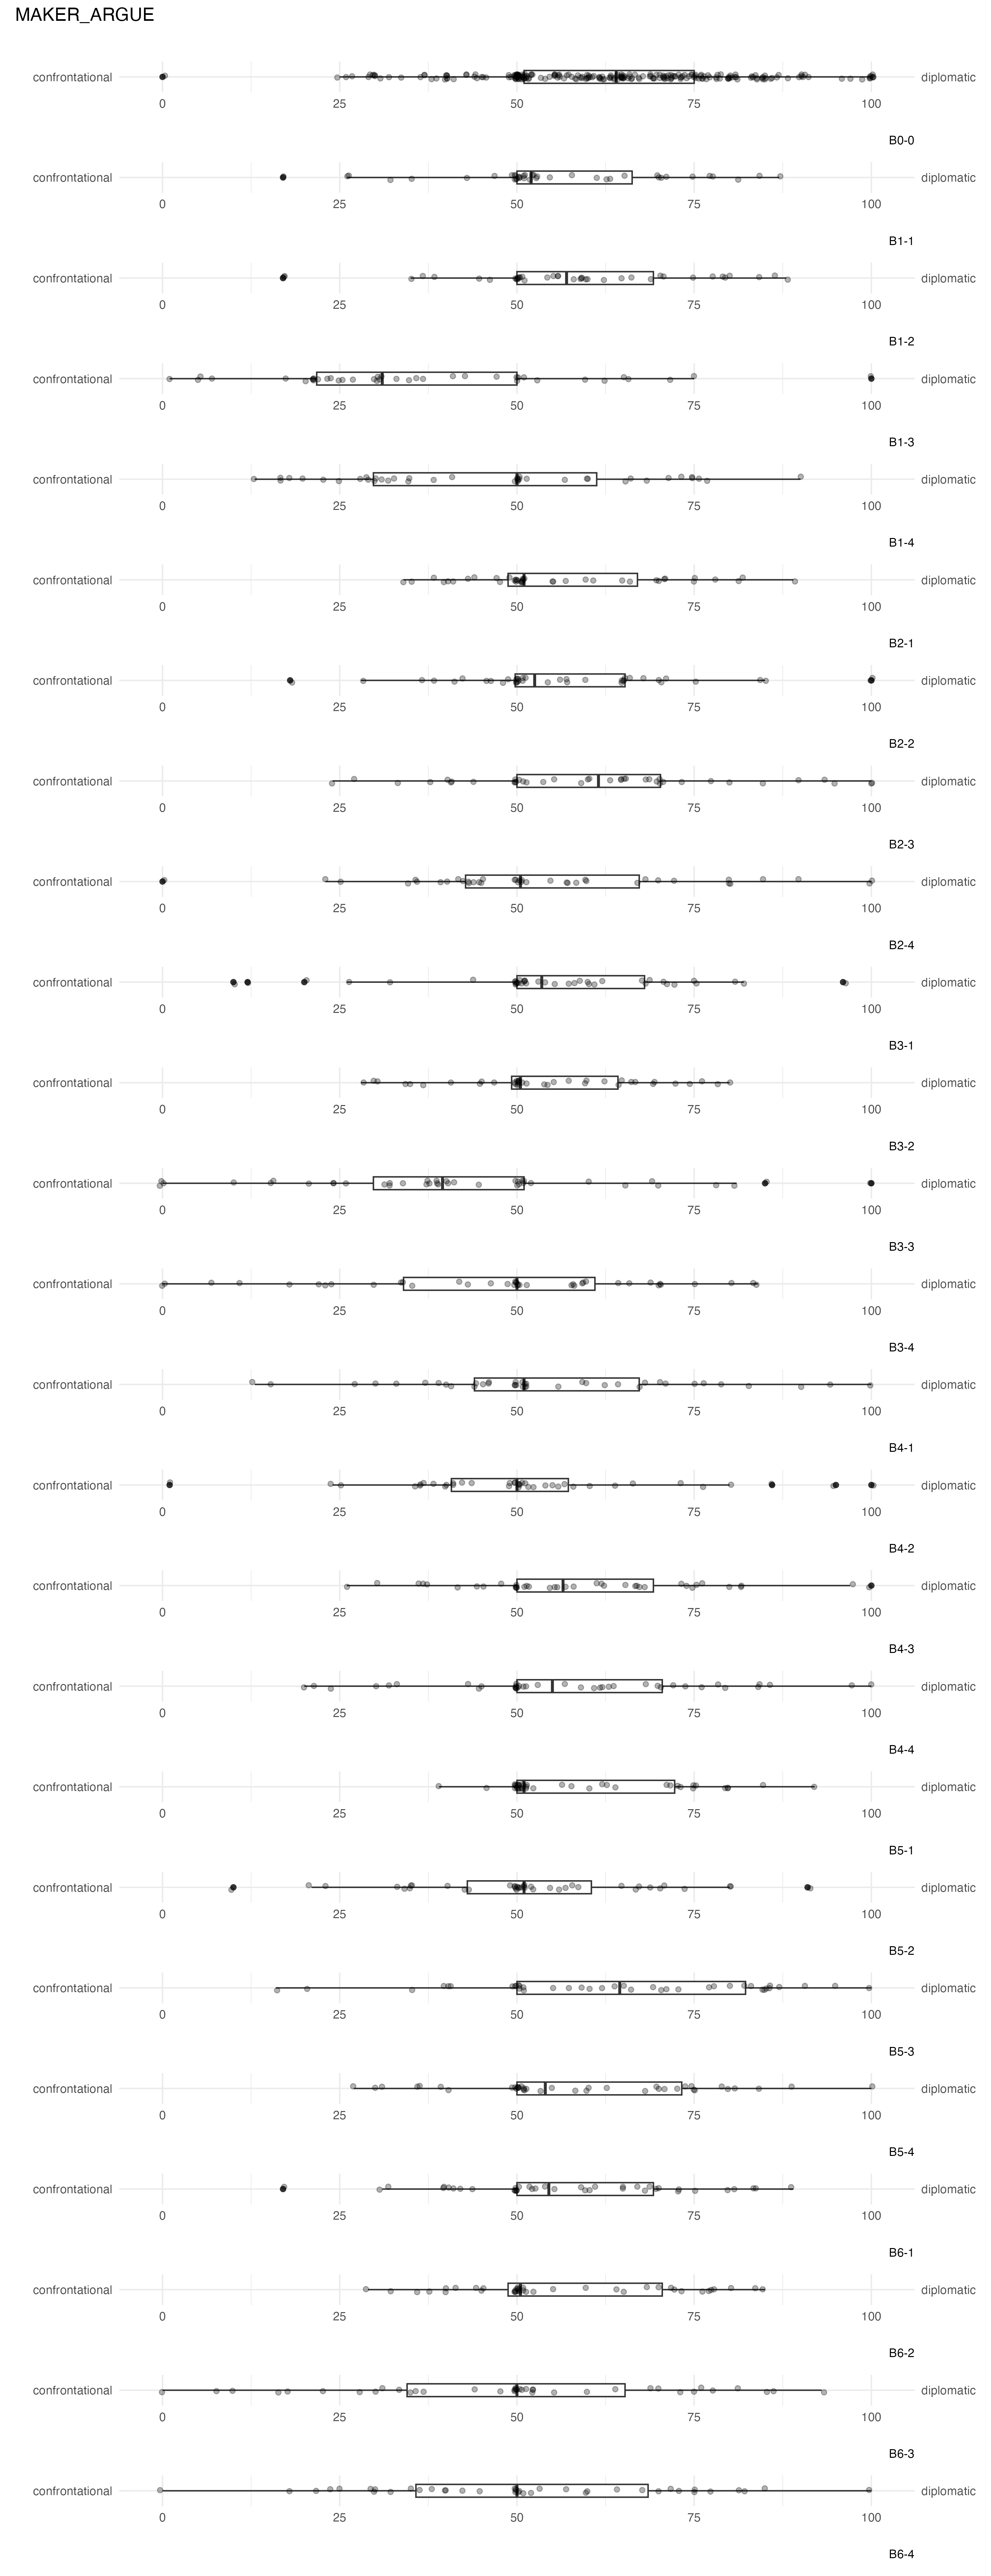 MAKER_ARGUE
confrontational diplomatic
0 25 50 75 100
B0-0
confrontational diplomatic
0 25 50 75 100
B1-1
confrontational diplomatic
0 25 50 75 100
B1-2
confrontational diplomatic
0 25 50 75 100
B1-3
confrontational diplomatic
0 25 50 75 100
B1-4
confrontational diplomatic
0 25 50 75 100
B2-1
confrontational diplomatic
0 25 50 75 100
B2-2
confrontational diplomatic
0 25 50 75 100
B2-3
confrontational diplomatic
0 25 50 75 100
B2-4
confrontational diplomatic
0 25 50 75 100
B3-1
confrontational diplomatic
0 25 50 75 100
B3-2
confrontational diplomatic
0 25 50 75 100
B3-3
confrontational diplomatic
0 25 50 75 100
B3-4
confrontational diplomatic
0 25 50 75 100
B4-1
confrontational diplomatic
0 25 50 75 100
B4-2
confrontational diplomatic
0 25 50 75 100
B4-3
confrontational diplomatic
0 25 50 75 100
B4-4
confrontational diplomatic
0 25 50 75 100
B5-1
confrontational diplomatic
0 25 50 75 100
B5-2
confrontational diplomatic
0 25 50 75 100
B5-3
confrontational diplomatic
0 25 50 75 100
B5-4
confrontational diplomatic
0 25 50 75 100
B6-1
confrontational diplomatic
0 25 50 75 100
B6-2
confrontational diplomatic
0 25 50 75 100
B6-3
confrontational diplomatic
0 25 50 75 100
B6-4